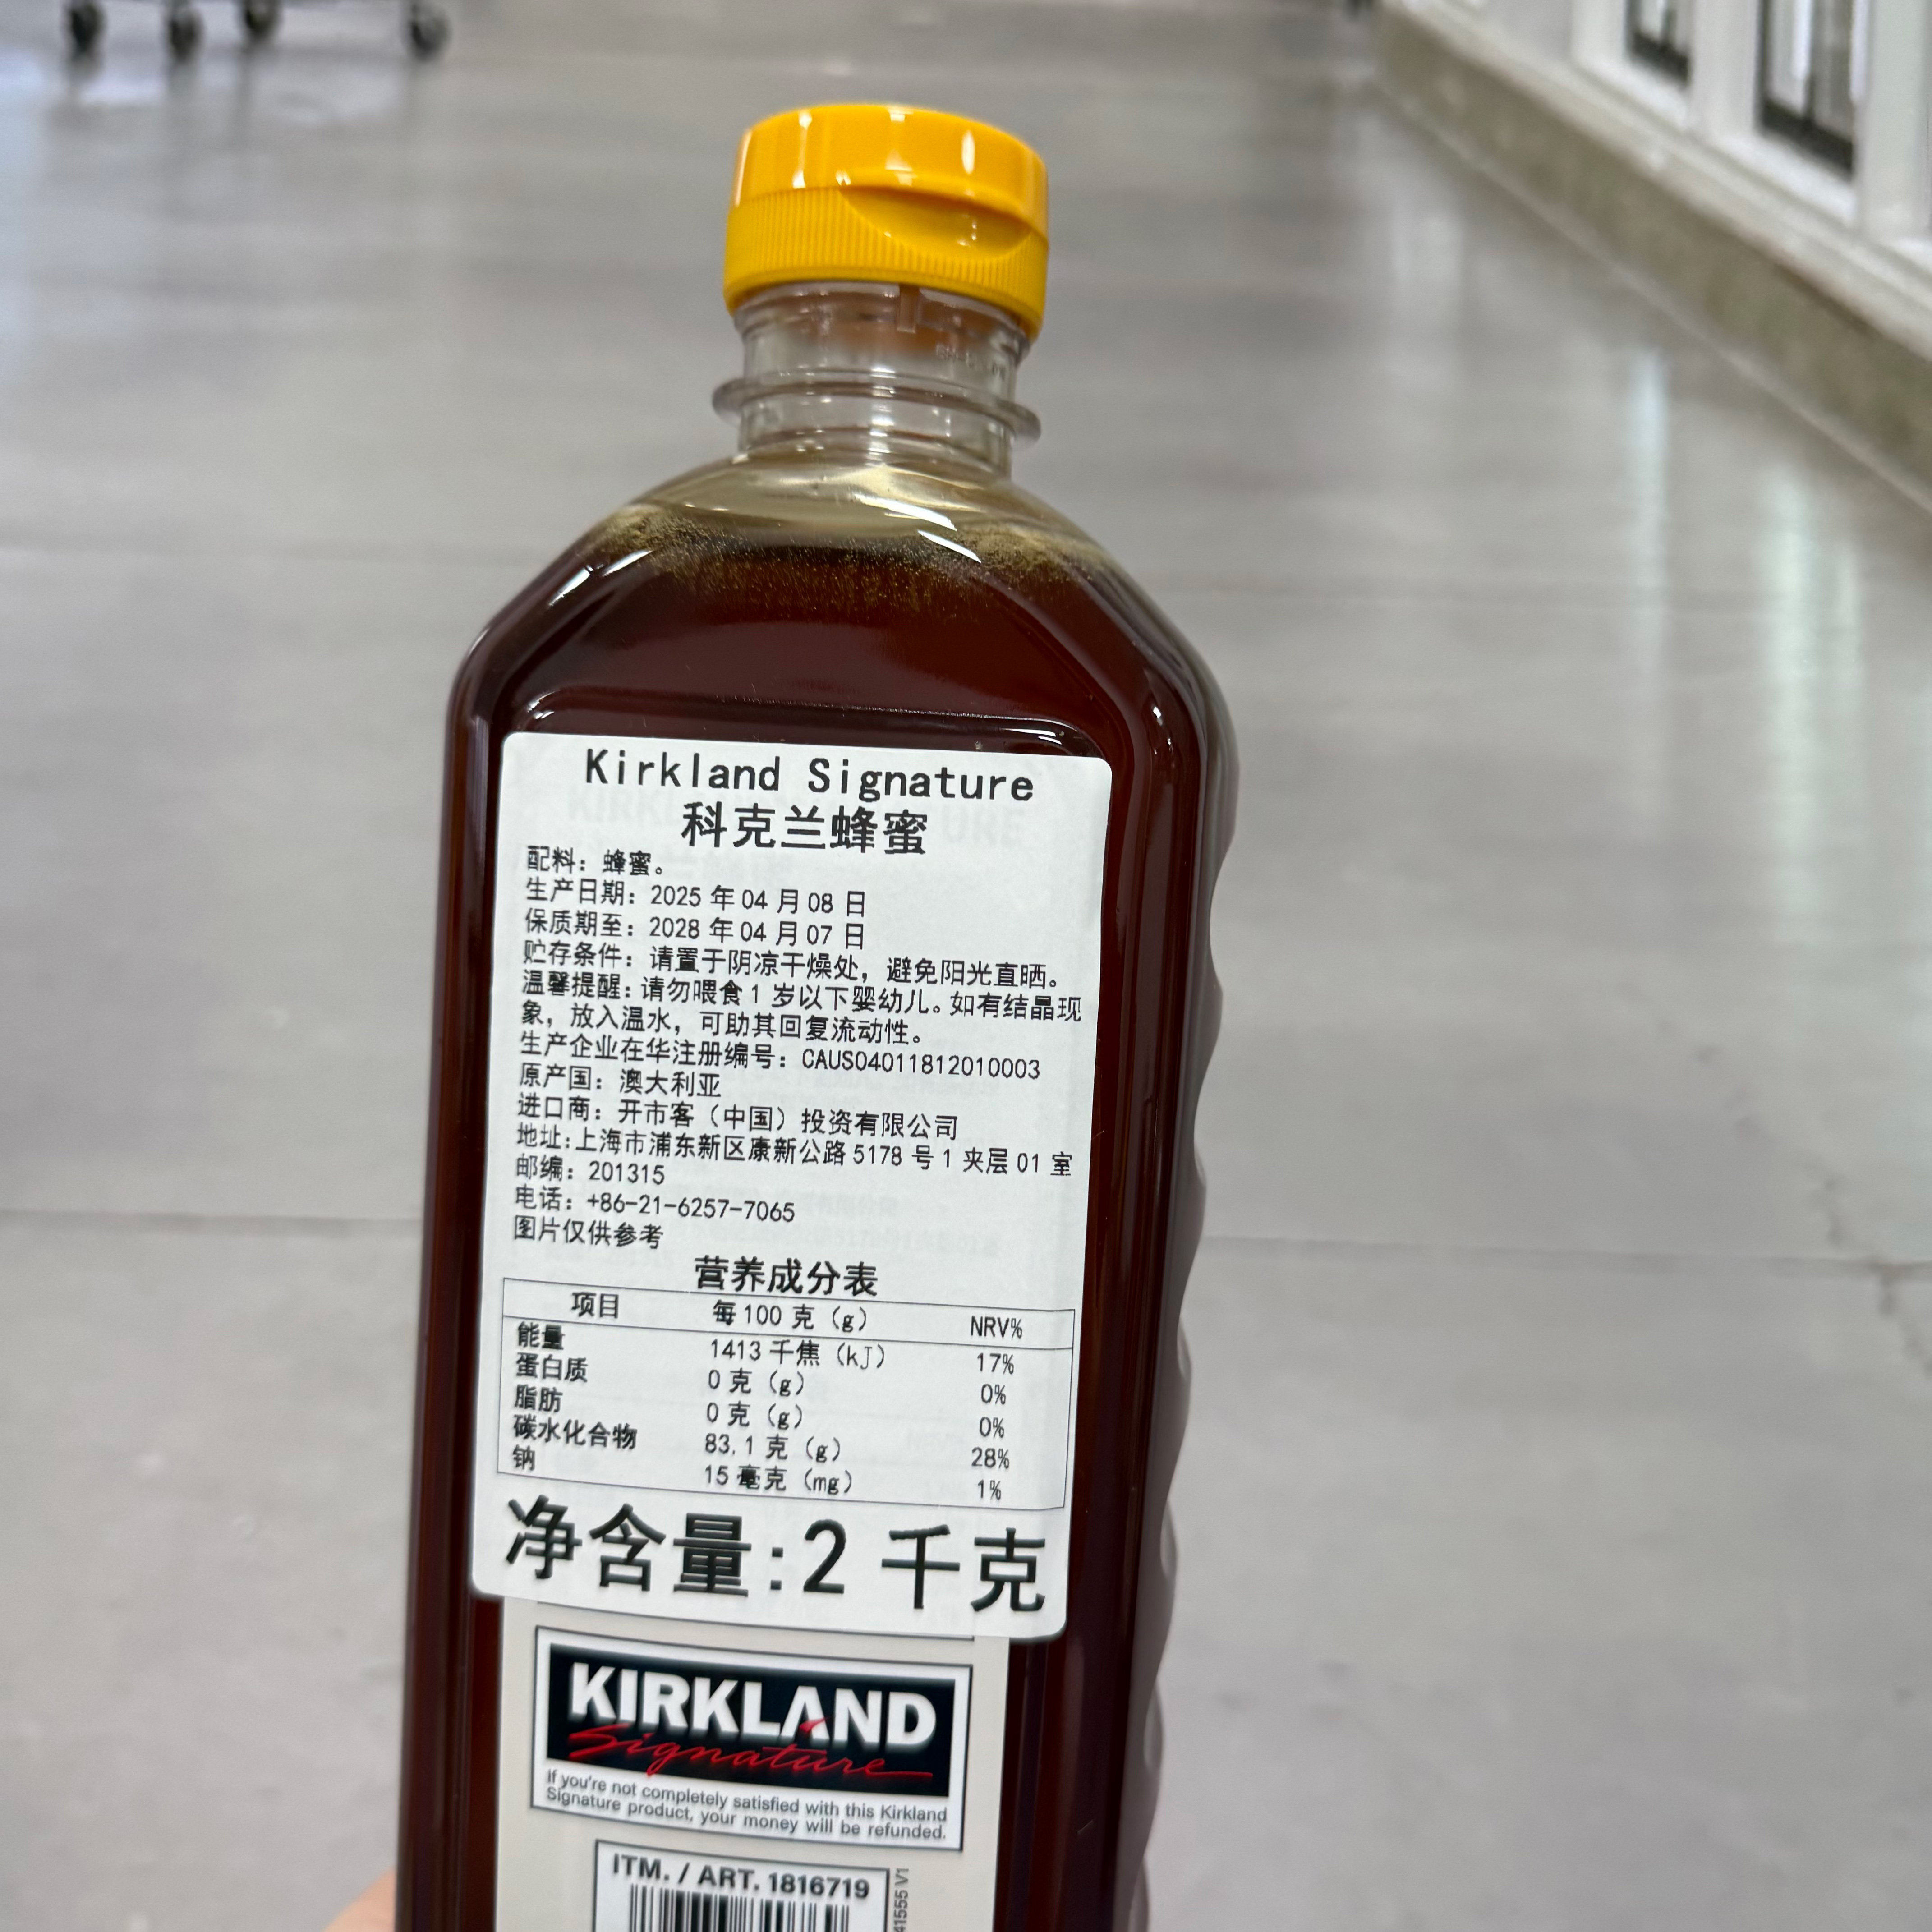 Kirkland Signature
科克兰蜂蜜
配料：蜂蜜。
生产日期：2025 年 04 月 08 日
保质期至：2028 年 04 月 07 日
贮存条件：请置于阴凉干燥处，避免阳光直晒。
温馨提醒：请勿喂食 1 岁以下婴幼儿。如有结晶现
象，放入温水，可助其回复流动性。
生产企业在华注册编号：CAUS04011812010003
原产国：澳大利亚
进口商：开市客（中国）投资有限公司
地址:上海市浦东新区康新公路 5178 号 1 夹层 01 室
邮编：201315
电话：+86-21-6257-7065
图片仅供参考
营养成分表
项目 每 100 克（g） NRV%
能量 1413 千焦（kJ） 17%
蛋白质 0 克（g） 0%
脂肪 0 克（g） 0%
碳水化合物 83.1 克（g） 28%
钠 15 毫克（mg） 1%
净含量:2 千克
KIRKLAND
Signature
If you're not completely satisfied with this Kirkland
Signature product, your money will be refunded.
ITM. / ART. 1816719
41555 V1